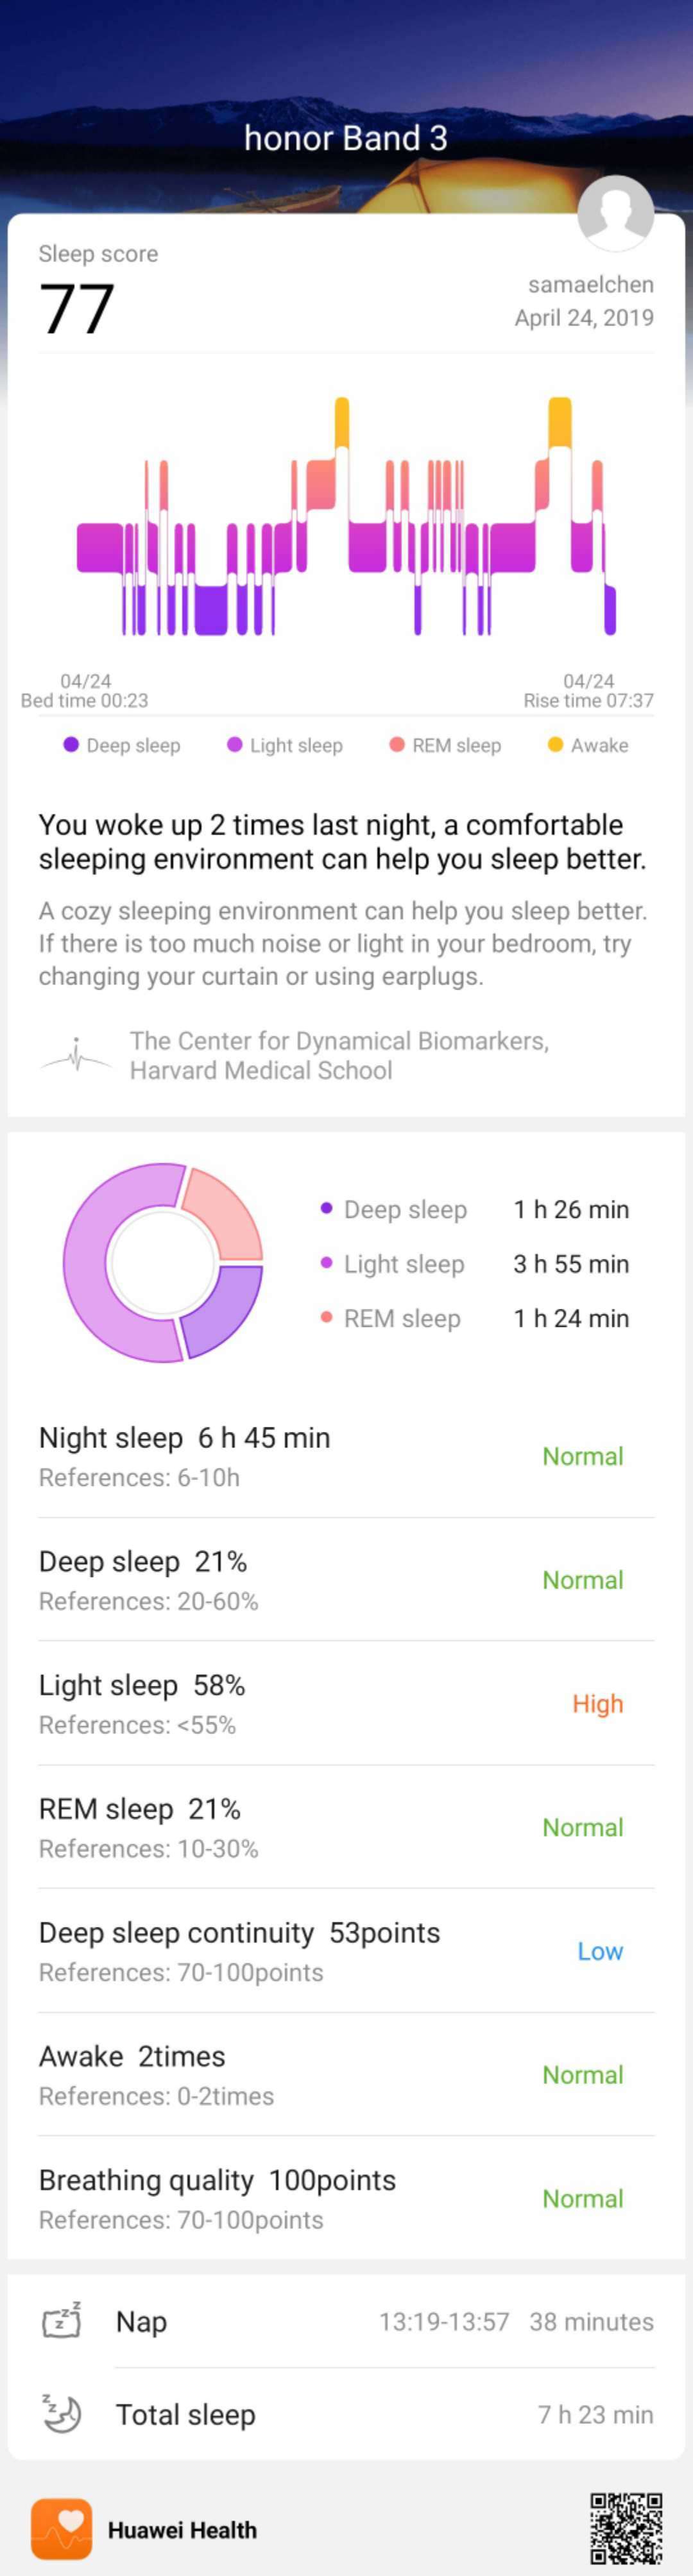 honor Band 3
Sleep score
77
samaelchen
April 24, 2019
04/24
Bed time 00:23
04/24
Rise time 07:37
Deep sleep
Light sleep
REM sleep
Awake
You woke up 2 times last night, a comfortable
sleeping environment can help you sleep better.
A cozy sleeping environment can help you sleep better.
If there is too much noise or light in your bedroom, try
changing your curtain or using earplugs.
The Center for Dynamical Biomarkers,
Harvard Medical School
Deep sleep 1 h 26 min
Light sleep 3 h 55 min
REM sleep 1 h 24 min
Night sleep 6 h 45 min
References: 6-10h
Normal
Deep sleep 21%
References: 20-60%
Normal
Light sleep 58%
References: <55%
High
REM sleep 21%
References: 10-30%
Normal
Deep sleep continuity 53points
References: 70-100points
Low
Awake 2times
References: 0-2times
Normal
Breathing quality 100points
References: 70-100points
Normal
Nap 13:19-13:57 38 minutes
Total sleep 7 h 23 min
Huawei Health